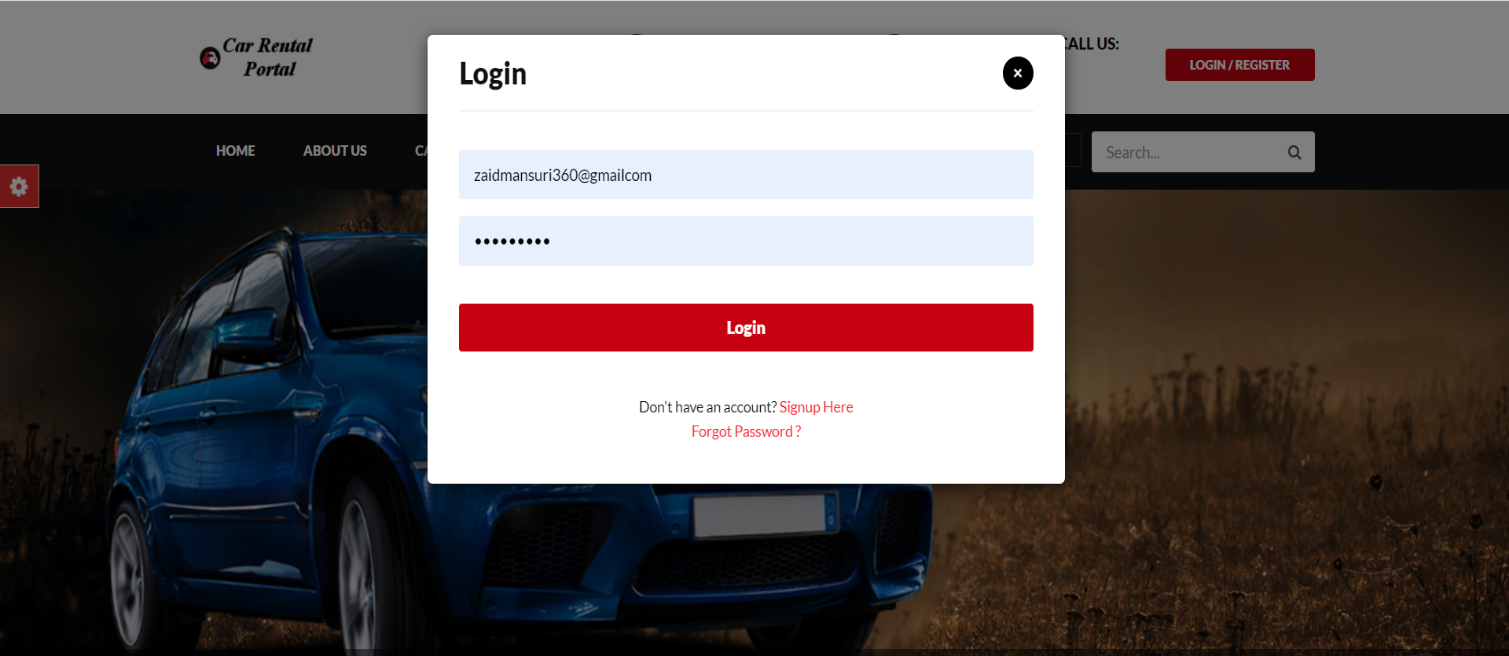 Car Rental
Portal
CALL US:
LOGIN / REGISTER
HOME
ABOUT US
Search...
Login
×
zaidmansuri360@gmailcom
•••••••••
Login
Don't have an account? Signup Here
Forgot Password ?